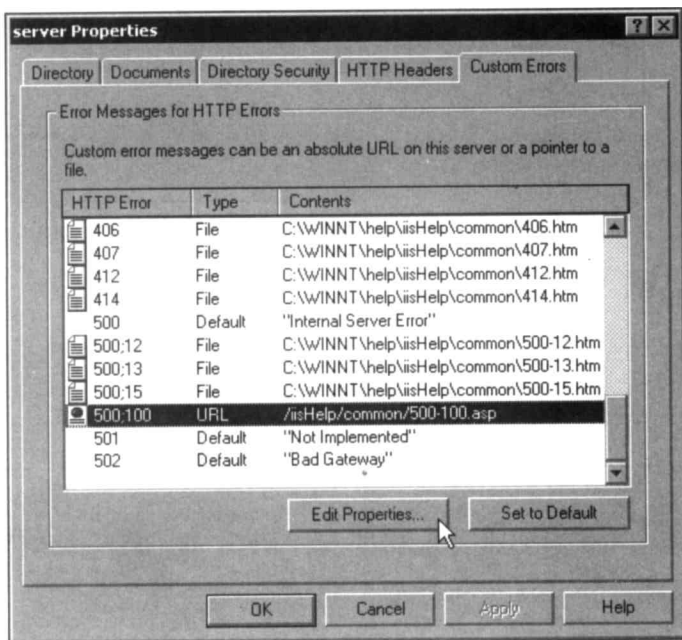 server Properties
Directory Documents Directory Security HTTP Headers Custom Errors
Error Messages for HTTP Errors
Custom error messages can be an absolute URL on this server or a pointer to a
file.
HTTP Error Type Contents
406 File C:\WINNT\help\iisHelp\common\406.htm
407 File C:\WINNT\help\iisHelp\common\407.htm
412 File C:\WINNT\help\iisHelp\common\412.htm
414 File C:\WINNT\help\iisHelp\common\414.htm
500 Default "Internal Server Error"
500;12 File C:\WINNT\help\iisHelp\common\500-12.htm
500;13 File C:\WINNT\help\iisHelp\common\500-13.htm
500;15 File C:\WINNT\help\iisHelp\common\500-15.htm
500;100 URL /iisHelp/common/500-100.asp
501 Default "Not Implemented"
502 Default "Bad Gateway"
Edit Properties... Set to Default
OK Cancel Apply Help